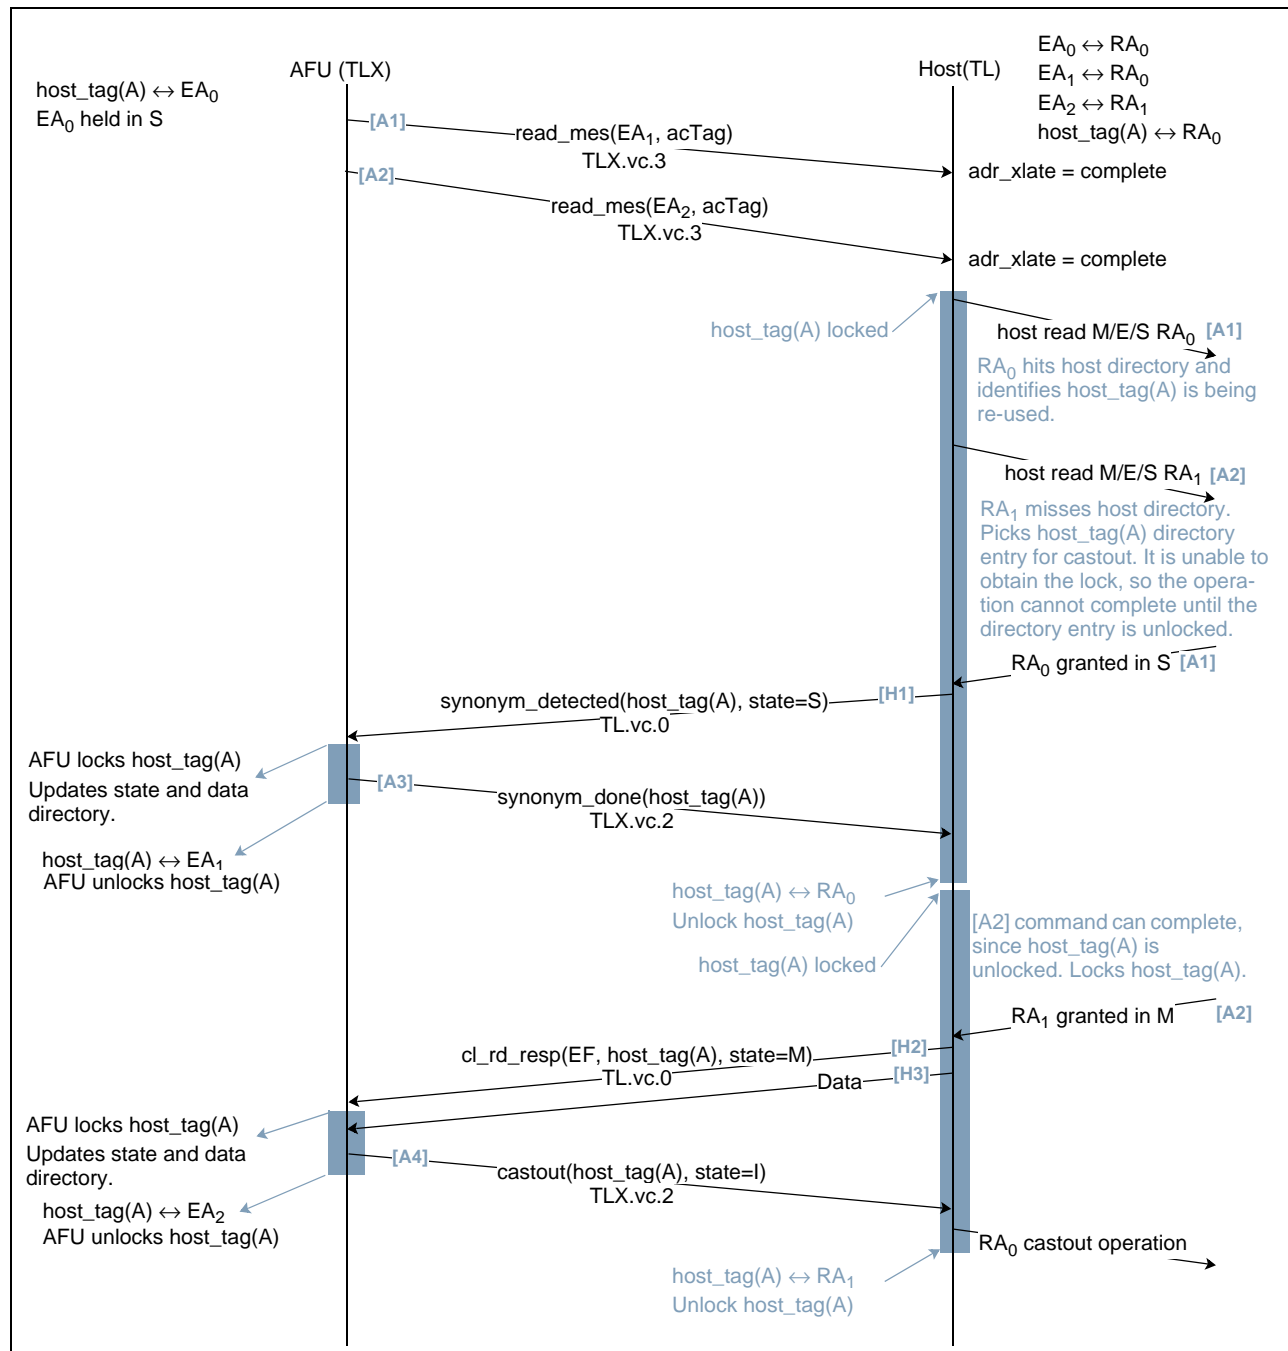 EA0 ↔ RA0
AFU (TLX)
Host(TL)
EA1 ↔ RA0
host_tag(A) ↔ EA0
EA2 ↔ RA1
EA0 held in S
host_tag(A) ↔ RA0
[A1]
read_mes(EA1, acTag)
TLX.vc.3
adr_xlate = complete
[A2]
read_mes(EA2, acTag)
TLX.vc.3
adr_xlate = complete
host_tag(A) locked
host read M/E/S RA0 [A1]
RA0 hits host directory and
identifies host_tag(A) is being
re-used.
host read M/E/S RA1 [A2]
RA1 misses host directory.
Picks host_tag(A) directory
entry for castout. It is unable to
obtain the lock, so the opera-
tion cannot complete until the
directory entry is unlocked.
RA0 granted in S [A1]
[H1]
synonym_detected(host_tag(A), state=S)
TL.vc.0
AFU locks host_tag(A)
Updates state and data
directory.
[A3]
synonym_done(host_tag(A))
TLX.vc.2
host_tag(A) ↔ EA1
AFU unlocks host_tag(A)
host_tag(A) ↔ RA0
Unlock host_tag(A)
host_tag(A) locked
[A2] command can complete,
since host_tag(A) is
unlocked. Locks host_tag(A).
RA1 granted in M [A2]
[H2]
cl_rd_resp(EF, host_tag(A), state=M)
TL.vc.0
[H3]
Data
AFU locks host_tag(A)
Updates state and data
directory.
[A4]
castout(host_tag(A), state=I)
TLX.vc.2
host_tag(A) ↔ EA2
AFU unlocks host_tag(A)
RA0 castout operation
host_tag(A) ↔ RA1
Unlock host_tag(A)